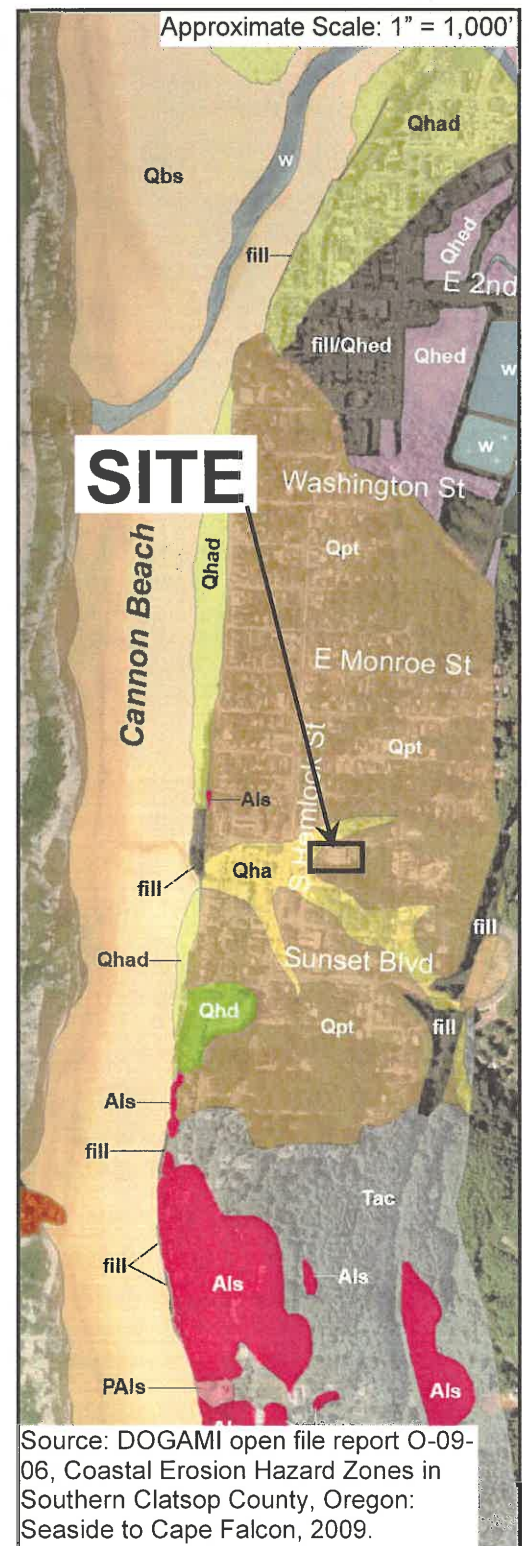 Approximate Scale: 1” = 1,000’
Qhad
Qbs
w
Qhed
fill
E 2nd
fill/Qhed
Qhed
w
w
SITE
Washington St
Qpt
Qhad
Cannon Beach
E Monroe St
Qpt
S Hemlock St
Als
Qha
fill
fill
Qhad
Sunset Blvd
Qhd
Qpt
fill
Als
fill
Tac
fill
Als
Als
PAls
Als
Source: DOGAMI open file report O-09-
06, Coastal Erosion Hazard Zones in
Southern Clatsop County, Oregon:
Seaside to Cape Falcon, 2009.